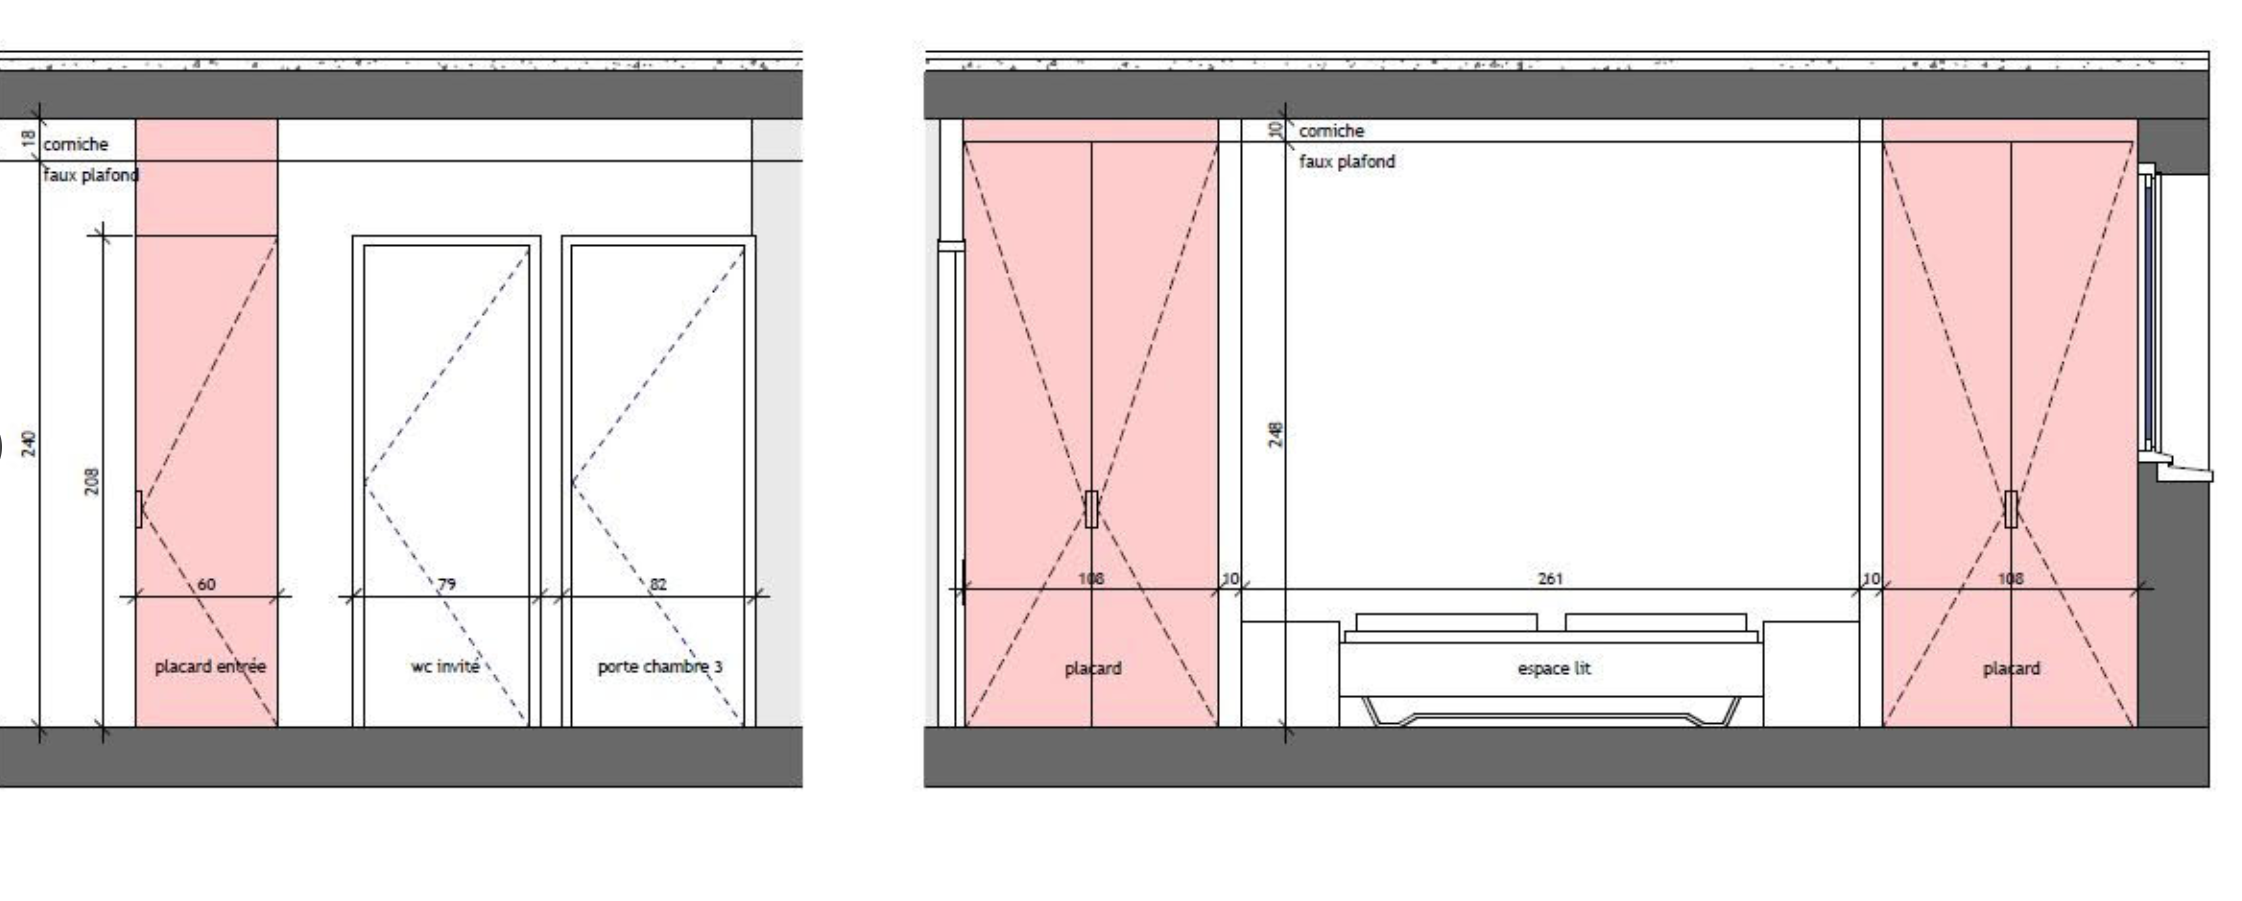 18
corniche
faux plafond
240
208
60
79
82
placard entrée
wc invité
porte chambre 3
10
corniche
faux plafond
248
108
10
261
10
108
placard
espace lit
placard